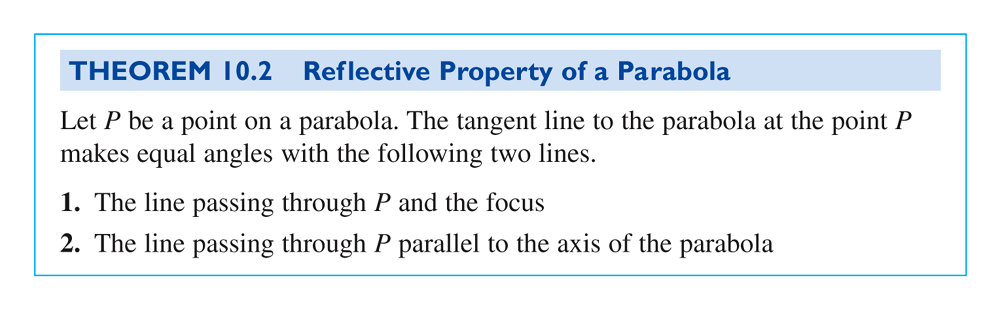 THEOREM 10.2 Reflective Property of a Parabola
Let P be a point on a parabola. The tangent line to the parabola at the point P
makes equal angles with the following two lines.
1. The line passing through P and the focus
2. The line passing through P parallel to the axis of the parabola